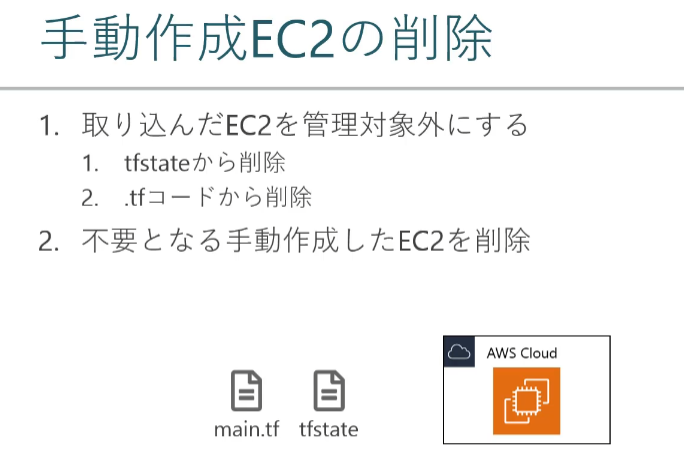 手動作成EC2の削除
1. 取り込んだEC2を管理対象外にする
1. tfstateから削除
2. .tfコードから削除
2. 不要となる手動作成したEC2を削除
AWS Cloud
main.tf tfstate